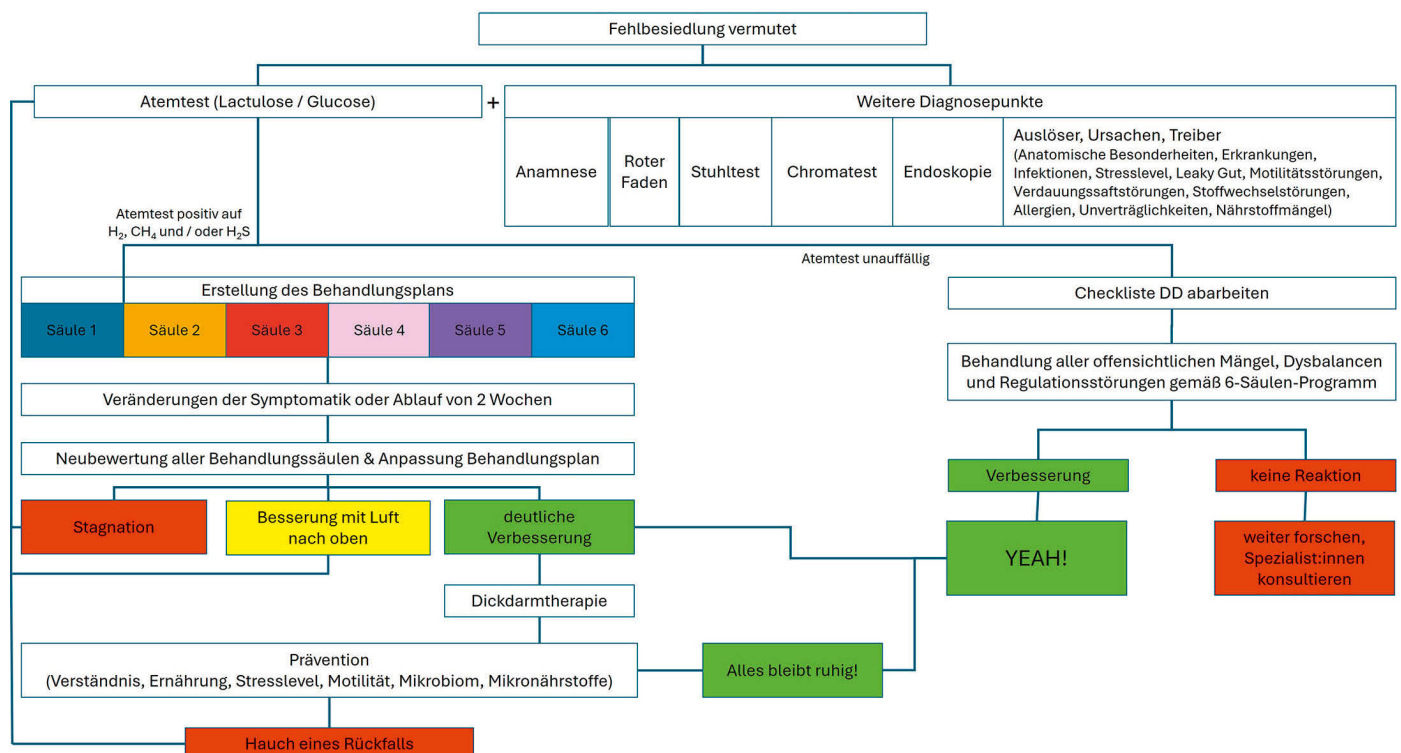 Fehlbesiedlung vermutet
Atemtest (Lactulose / Glucose)
+
Weitere Diagnosepunkte
Anamnese
Roter
Faden
Stuhltest
Chromatest
Endoskopie
Auslöser, Ursachen, Treiber
(Anatomische Besonderheiten, Erkrankungen,
Infektionen, Stresslevel, Leaky Gut, Motilitätsstörungen,
Verdauungssaftstörungen, Stoffwechselstörungen,
Allergien, Unverträglichkeiten, Nährstoffmängel)
Atemtest positiv auf
H₂, CH₄ und / oder H₂S
Atemtest unauffällig
Erstellung des Behandlungsplans
Säule 1
Säule 2
Säule 3
Säule 4
Säule 5
Säule 6
Checkliste DD abarbeiten
Behandlung aller offensichtlichen Mängel, Dysbalancen
und Regulationsstörungen gemäß 6-Säulen-Programm
Veränderungen der Symptomatik oder Ablauf von 2 Wochen
Neubewertung aller Behandlungssäulen & Anpassung Behandlungsplan
Verbesserung
keine Reaktion
Stagnation
Besserung mit Luft
nach oben
deutliche
Verbesserung
YEAH!
weiter forschen,
Spezialist:innen
konsultieren
Dickdarmtherapie
Prävention
(Verständnis, Ernährung, Stresslevel, Motilität, Mikrobiom, Mikronährstoffe)
Alles bleibt ruhig!
Hauch eines Rückfalls